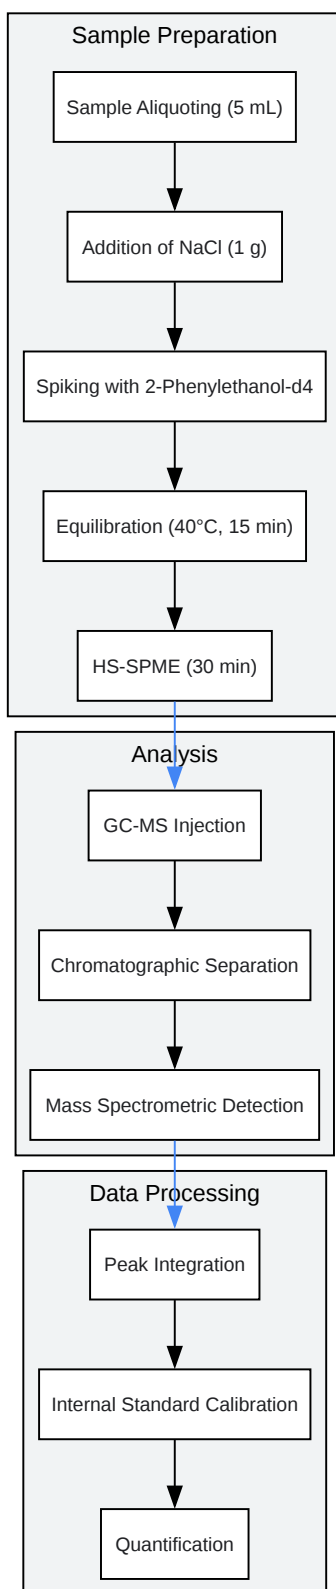 Sample Preparation
Sample Aliquoting (5 mL)
Addition of NaCl (1 g)
Spiking with 2-Phenylethanol-d4
Equilibration (40°C, 15 min)
HS-SPME (30 min)
Analysis
GC-MS Injection
Chromatographic Separation
Mass Spectrometric Detection
Data Processing
Peak Integration
Internal Standard Calibration
Quantification